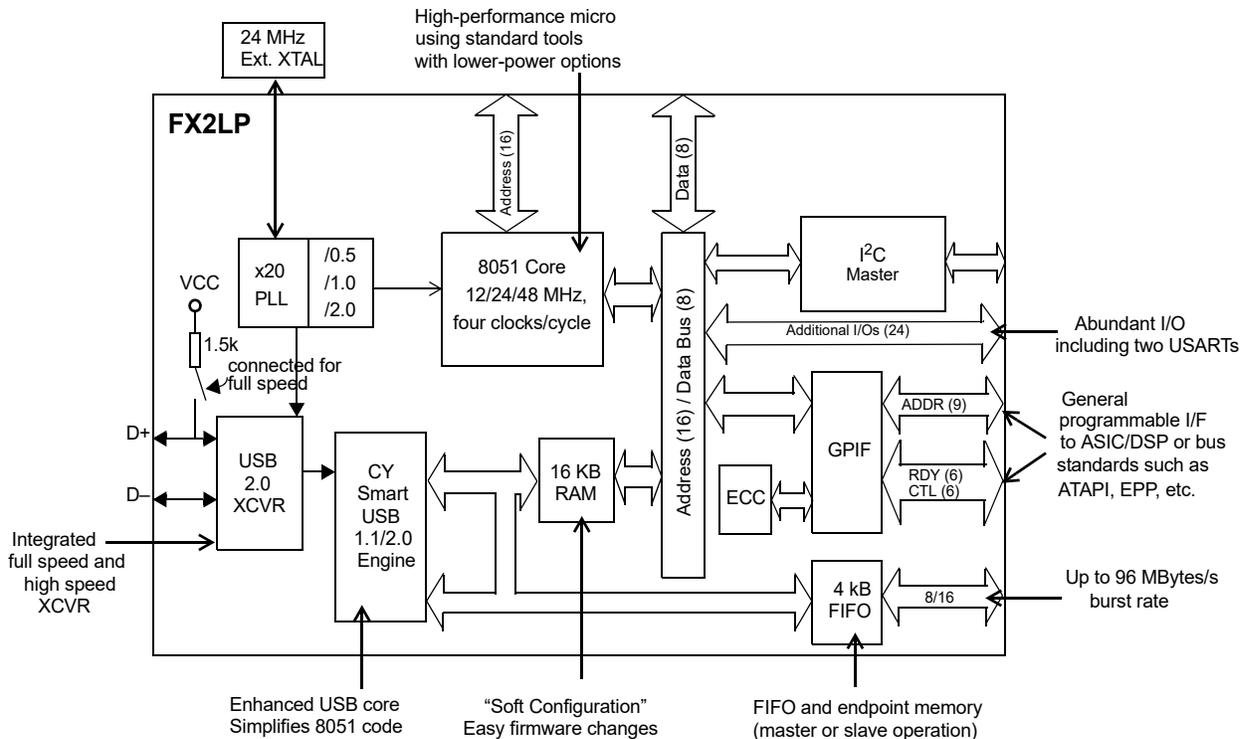 High-performance micro
using standard tools
with lower-power options
24 MHz
Ext. XTAL
FX2LP
Address (16)
Data (8)
x20
PLL
/0.5
/1.0
/2.0
8051 Core
12/24/48 MHz,
four clocks/cycle
I²C
Master
VCC
1.5k
connected for
full speed
Address (16) / Data Bus (8)
Additional I/Os (24)
Abundant I/O
including two USARTs
ADDR (9)
General
programmable I/F
to ASIC/DSP or bus
standards such as
ATAPI, EPP, etc.
GPIF
RDY (6)
CTL (6)
ECC
D+
D–
USB
2.0
XCVR
CY
Smart
USB
1.1/2.0
Engine
16 KB
RAM
Integrated
full speed and
high speed
XCVR
4 kB
FIFO
8/16
Up to 96 MBytes/s
burst rate
Enhanced USB core
Simplifies 8051 code
“Soft Configuration”
Easy firmware changes
FIFO and endpoint memory
(master or slave operation)